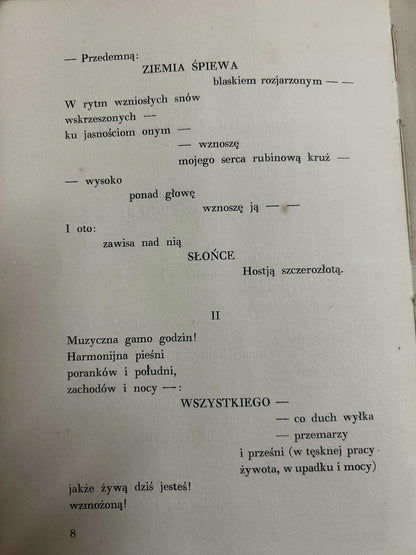 — Przedemną:
ZIEMIA ŚPIEWA
blaskiem rozjarzonym — —
W rytm wzniosłych snów
wskrzeszonych —
ku jasnościom onym —
— wznoszę
mojego serca rubinową kruż —
— wysoko
ponad głowę
wznoszę ją — —
I oto:
zawisa nad nią
SŁOŃCE
Hostją szczerozłotą.
II
Muzyczna gamo godzin!
Harmonijna pieśni
poranków i południ,
zachodów i nocy —:
WSZYSTKIEGO —
— co duch wyłka
— przemarzy
i prześni (w tęsknej pracy
żywota, w upadku i mocy)
jakże żywą dziś jesteś!
wzmożoną!
8